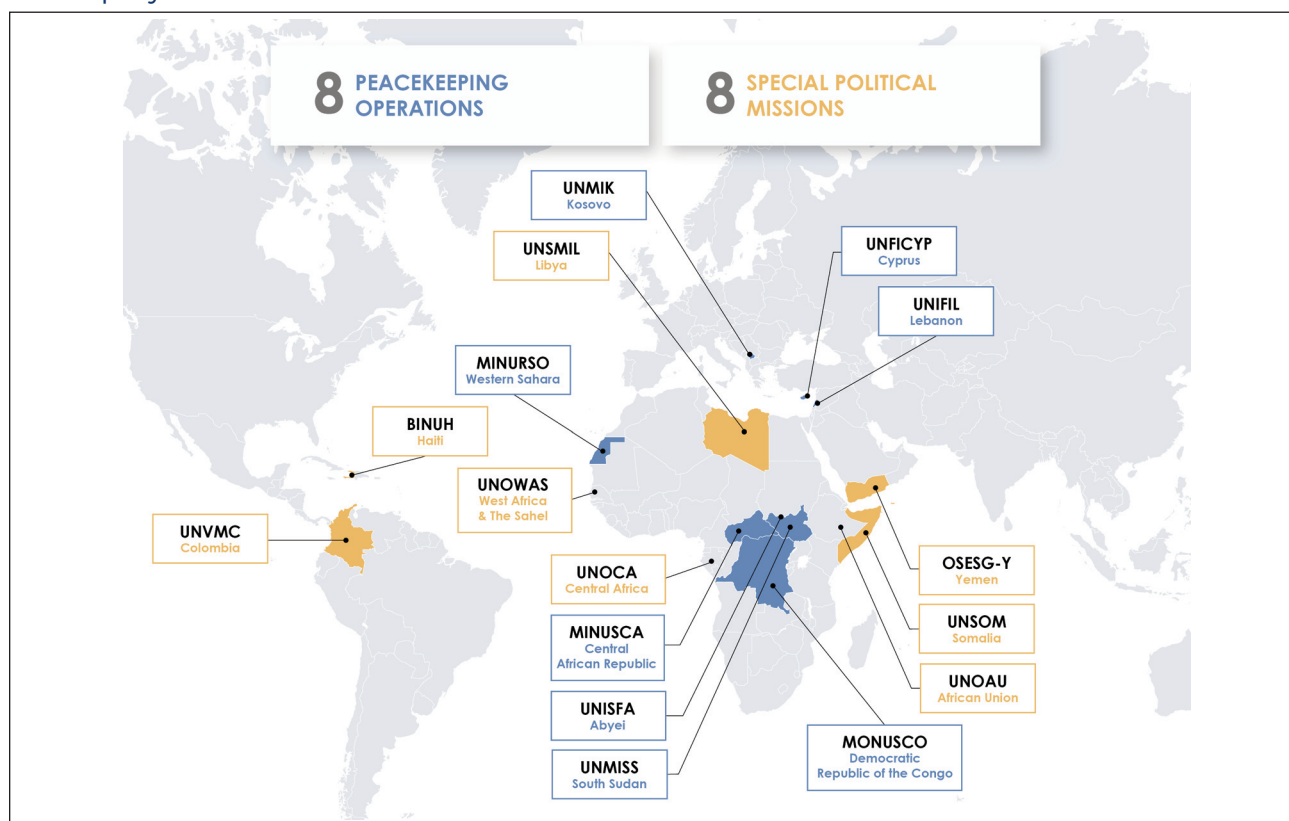 8 PEACEKEEPING
OPERATIONS
8 SPECIAL POLITICAL
MISSIONS
UNMIK
Kosovo
UNSMIL
Libya
UNFICYP
Cyprus
UNIFIL
Lebanon
MINURSO
Western Sahara
BINUH
Haiti
UNOWAS
West Africa
& The Sahel
UNVMC
Colombia
UNOCA
Central Africa
OSESG-Y
Yemen
MINUSCA
Central
African Republic
UNSOM
Somalia
UNOAU
African Union
UNISFA
Abyei
MONUSCO
Democratic
Republic of the Congo
UNMISS
South Sudan